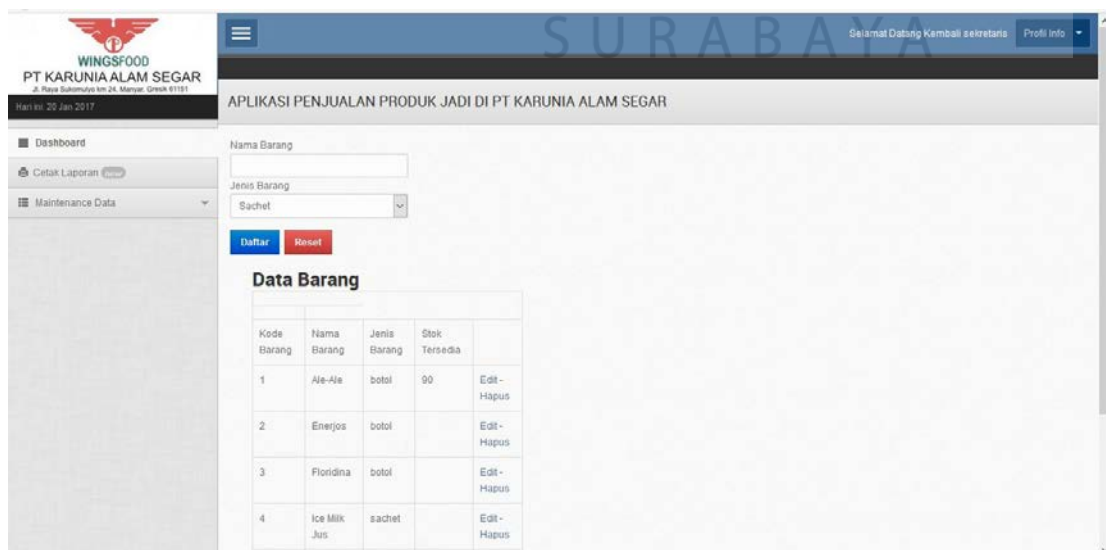 SURABAYA
WINGSFOOD
PT KARUNIA ALAM SEGAR
Jl. Raya Sukomulyo km 24, Manyar, Gresik 61151
Hari ini: 20 Jan 2017
Selamat Datang Kembali sekretaris
Profil Info
APLIKASI PENJUALAN PRODUK JADI DI PT KARUNIA ALAM SEGAR
Dashboard
Cetak Laporan new
Maintenance Data
Nama Barang
Jenis Barang
Sachet
Daftar Reset
Data Barang
Kode Barang Nama Barang Jenis Barang Stok Tersedia
1 Ale-Ale botol 90 Edit - Hapus
2 Enerjos botol Edit - Hapus
3 Floridina botol Edit - Hapus
4 Ice Milk Jus sachet Edit - Hapus